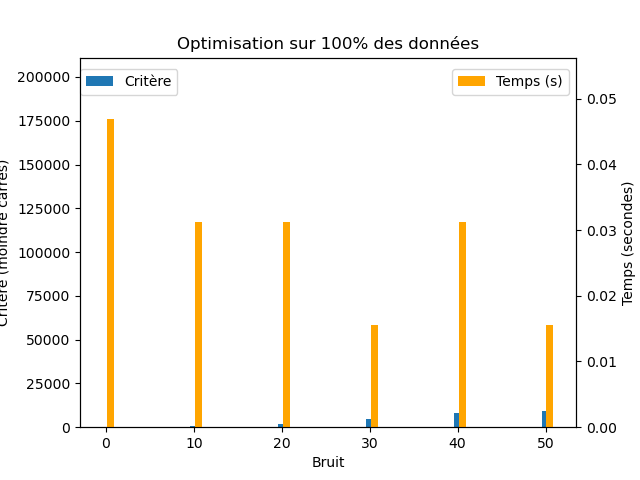 Optimisation sur 100% des données
Critère
Temps (s)
200000
175000
150000
125000
100000
75000
50000
25000
0
Critère (moindre carrés)
0.05
0.04
0.03
0.02
0.01
0.00
Temps (secondes)
0 10 20 30 40 50
Bruit